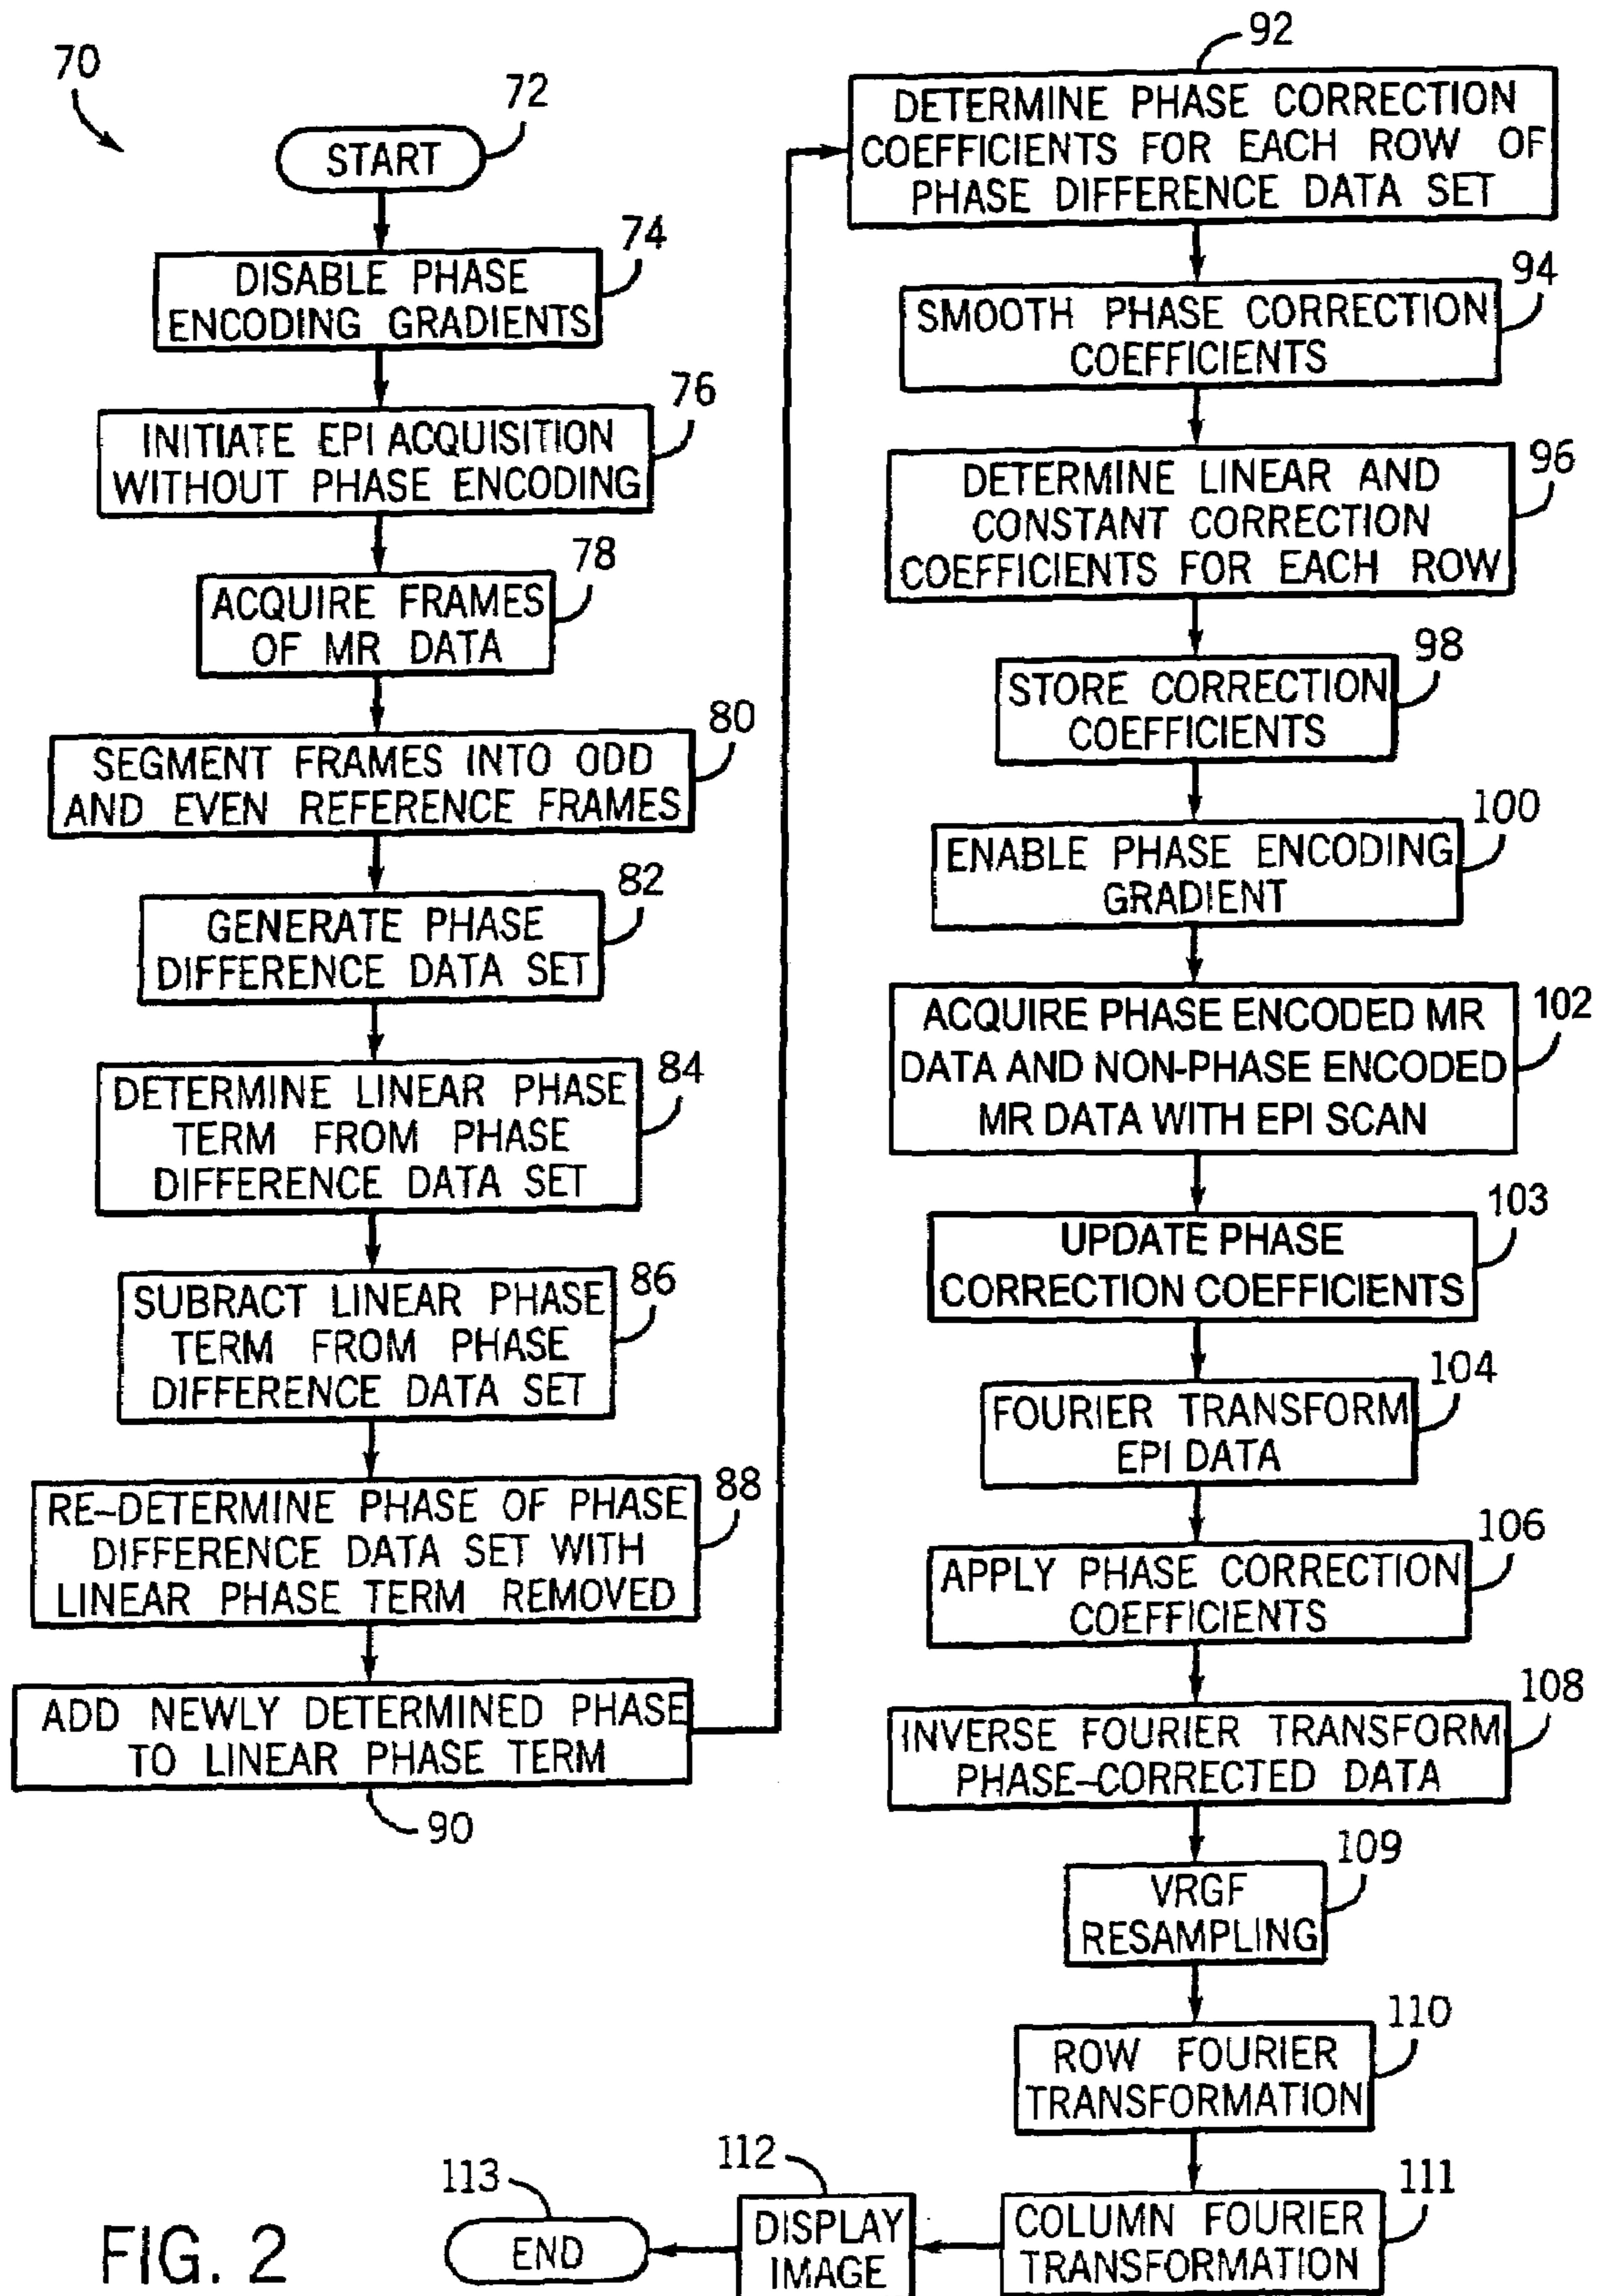 70
72
START
74
DISABLE PHASE
ENCODING GRADIENTS
76
INITIATE EPI ACQUISITION
WITHOUT PHASE ENCODING
78
ACQUIRE FRAMES
OF MR DATA
80
SEGMENT FRAMES INTO ODD
AND EVEN REFERENCE FRAMES
82
GENERATE PHASE
DIFFERENCE DATA SET
84
DETERMINE LINEAR PHASE
TERM FROM PHASE
DIFFERENCE DATA SET
86
SUBRACT LINEAR PHASE
TERM FROM PHASE
DIFFERENCE DATA SET
88
RE-DETERMINE PHASE OF PHASE
DIFFERENCE DATA SET WITH
LINEAR PHASE TERM REMOVED
ADD NEWLY DETERMINED PHASE
TO LINEAR PHASE TERM
90
92
DETERMINE PHASE CORRECTION
COEFFICIENTS FOR EACH ROW OF
PHASE DIFFERENCE DATA SET
94
SMOOTH PHASE CORRECTION
COEFFICIENTS
96
DETERMINE LINEAR AND
CONSTANT CORRECTION
COEFFICIENTS FOR EACH ROW
98
STORE CORRECTION
COEFFICIENTS
100
ENABLE PHASE ENCODING
GRADIENT
102
ACQUIRE PHASE ENCODED MR
DATA AND NON-PHASE ENCODED
MR DATA WITH EPI SCAN
103
UPDATE PHASE
CORRECTION COEFFICIENTS
104
FOURIER TRANSFORM
EPI DATA
106
APPLY PHASE CORRECTION
COEFFICIENTS
108
INVERSE FOURIER TRANSFORM
PHASE-CORRECTED DATA
109
VRGF
RESAMPLING
110
ROW FOURIER
TRANSFORMATION
111
COLUMN FOURIER
TRANSFORMATION
112
DISPLAY
IMAGE
113
END
FIG. 2